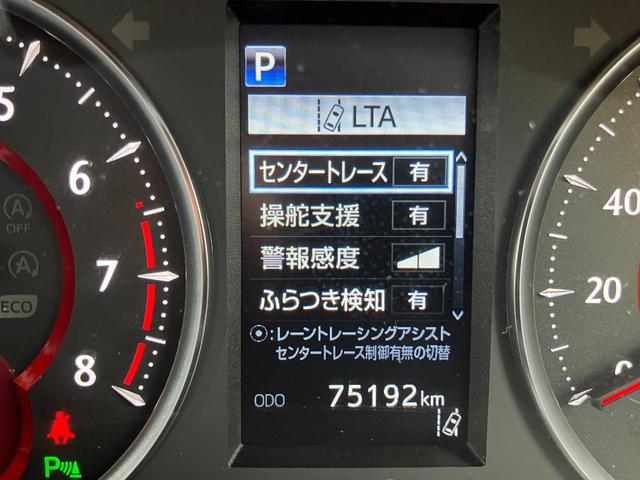 P
LTA
センタートレース 有
操舵支援 有
警報感度
ふらつき検知 有
:レーントレーシングアシスト
センタートレース制御有無の切替
ODO 75192km
5
6
7
8
A
OFF
A
ECO
P
40
20
0